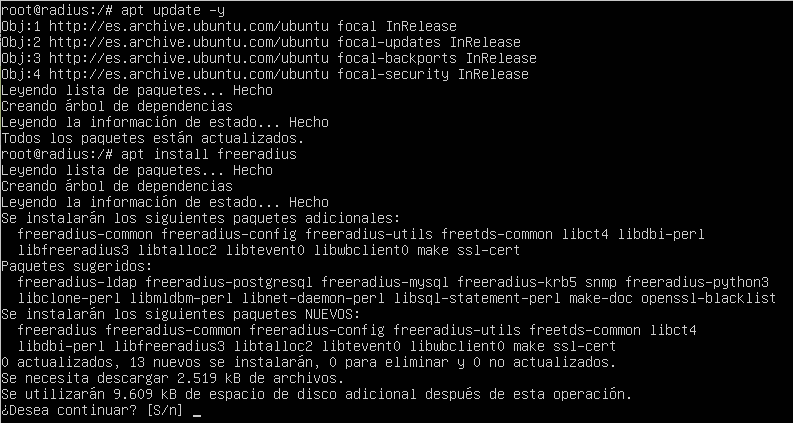 root@radius:/# apt update -y
Obj:1 http://es.archive.ubuntu.com/ubuntu focal InRelease
Obj:2 http://es.archive.ubuntu.com/ubuntu focal-updates InRelease
Obj:3 http://es.archive.ubuntu.com/ubuntu focal-backports InRelease
Obj:4 http://es.archive.ubuntu.com/ubuntu focal-security InRelease
Leyendo lista de paquetes... Hecho
Creando árbol de dependencias
Leyendo la información de estado... Hecho
Todos los paquetes están actualizados.
root@radius:/# apt install freeradius
Leyendo lista de paquetes... Hecho
Creando árbol de dependencias
Leyendo la información de estado... Hecho
Se instalarán los siguientes paquetes adicionales:
  freeradius-common freeradius-config freeradius-utils freetds-common libct4 libdbi-perl
  libfreeradius3 libtalloc2 libtevent0 libwbclient0 make ssl-cert
Paquetes sugeridos:
  freeradius-ldap freeradius-postgresql freeradius-mysql freeradius-krb5 snmp freeradius-python3
  libclone-perl libmldbm-perl libnet-daemon-perl libsql-statement-perl make-doc openssl-blacklist
Se instalarán los siguientes paquetes NUEVOS:
  freeradius freeradius-common freeradius-config freeradius-utils freetds-common libct4
  libdbi-perl libfreeradius3 libtalloc2 libtevent0 libwbclient0 make ssl-cert
0 actualizados, 13 nuevos se instalarán, 0 para eliminar y 0 no actualizados.
Se necesita descargar 2.519 kB de archivos.
Se utilizarán 9.609 kB de espacio de disco adicional después de esta operación.
¿Desea continuar? [S/n] _